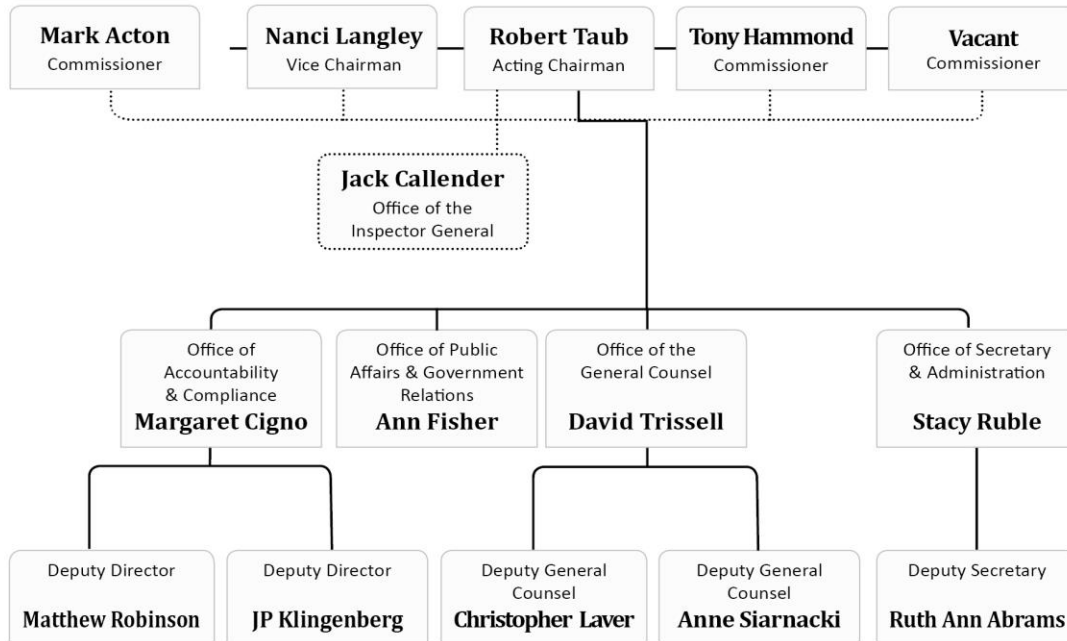 Mark Acton
Commissioner
Nanci Langley
Vice Chairman
Robert Taub
Acting Chairman
Tony Hammond
Commissioner
Vacant
Commissioner
Jack Callender
Office of the
Inspector General
Office of
Accountability
& Compliance
Margaret Cigno
Office of Public
Affairs & Government
Relations
Ann Fisher
Office of the
General Counsel
David Trissell
Office of Secretary
& Administration
Stacy Ruble
Deputy Director
Matthew Robinson
Deputy Director
JP Klingenberg
Deputy General
Counsel
Christopher Laver
Deputy General
Counsel
Anne Siarnacki
Deputy Secretary
Ruth Ann Abrams